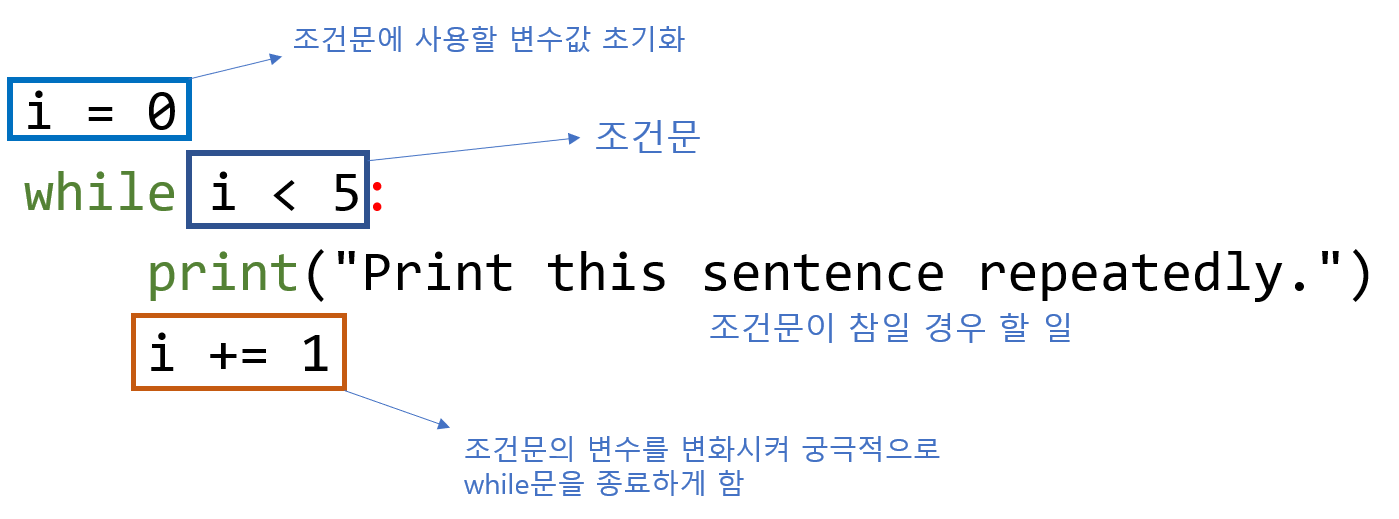 조건문에 사용할 변수값 초기화
i = 0
조건문
while i < 5:
print("Print this sentence repeatedly.")
조건문이 참일 경우 할 일
i += 1
조건문의 변수를 변화시켜 궁극적으로
while문을 종료하게 함